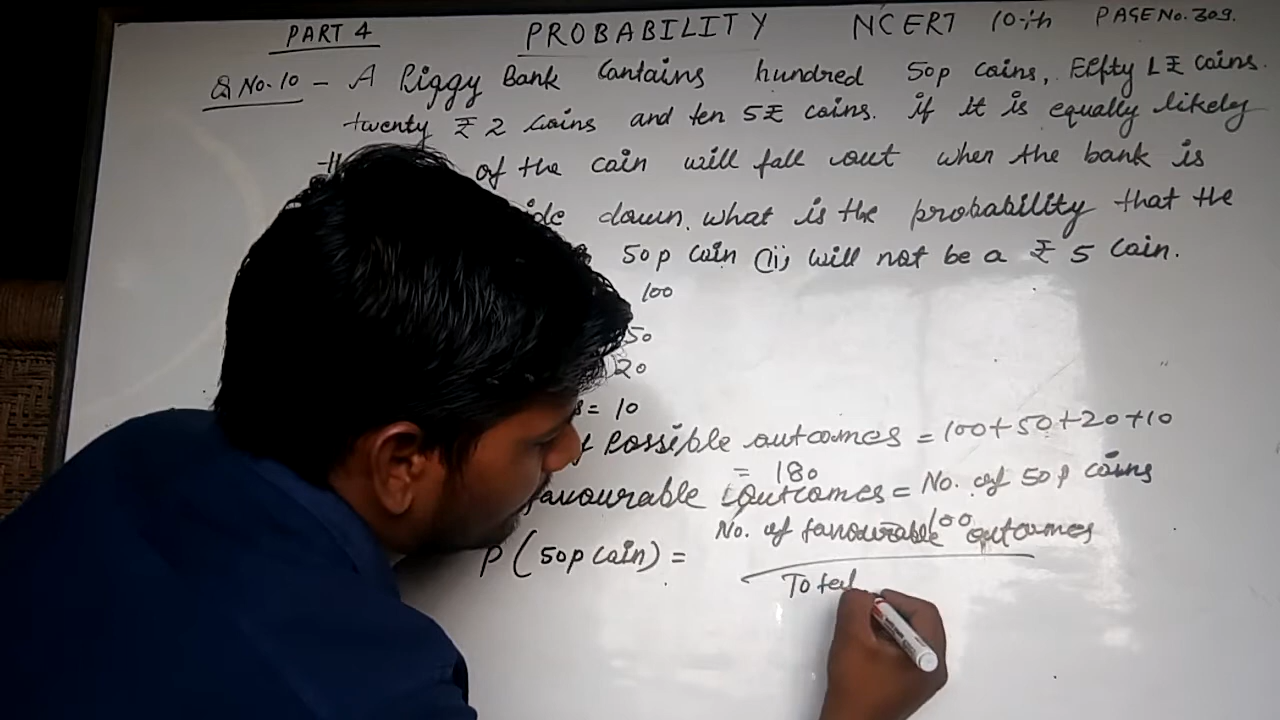 PART 4 PROBABILITY NCERT 10th PAGE No. 309.
Q No. 10 - A Piggy Bank Contains hundred 50p coins, Fifty 1₹ coins.
twenty ₹2 coins and ten 5₹ coins. if it is equally likely
of the coin will fall out when the bank is
down. what is the probability that the
50p coin (ii) will not be a ₹ 5 coin.
100
50
20
= 10
Possible outcomes = 100+50+20+10
= 180
favourable outcomes = No. of 50p coins
100
P(50p coin) = No. of favourable outcomes
Total